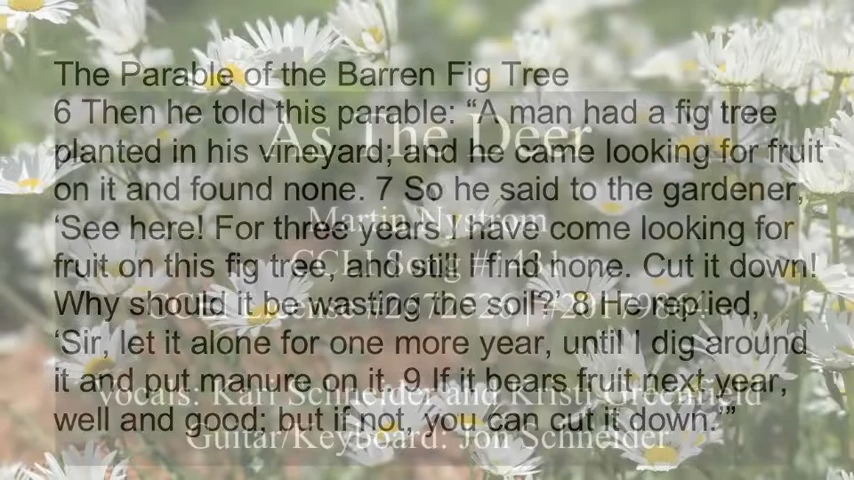 The Parable of the Barren Fig Tree
6 Then he told this parable: “A man had a fig tree
planted in his vineyard; and he came looking for fruit
on it and found none. 7 So he said to the gardener,
‘See here! For three years I have come looking for
fruit on this fig tree, and still I find none. Cut it down!
Why should it be wasting the soil?’ 8 He replied,
‘Sir, let it alone for one more year, until I dig around
it and put manure on it. 9 If it bears fruit next year,
well and good; but if not, you can cut it down.’”
As The Deer
Martin Nystrom
CCLI Song #
vocals: Karl Schneider and Kristi Greenfield
Guitar/Keyboard: Jon Schneider